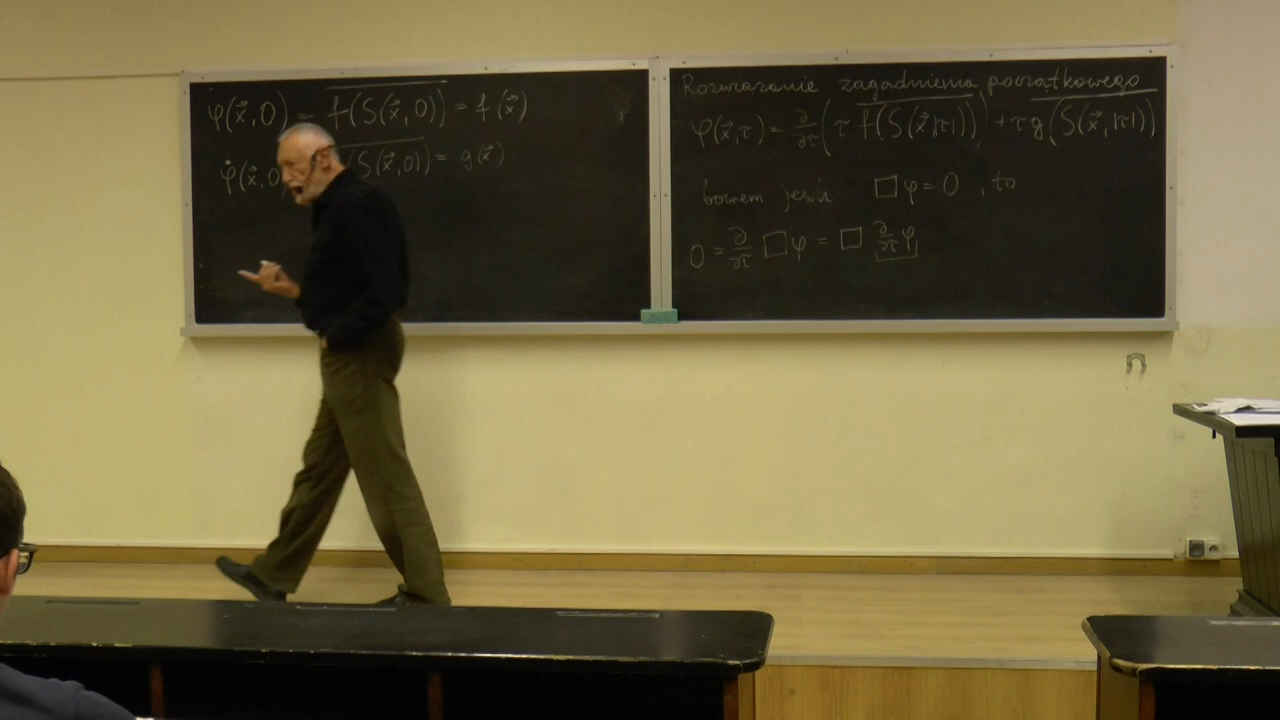 φ(x⃗,0) = f(S(x⃗,0)) = f(x⃗)
φ̇(x⃗,0 (S(x⃗,0)) = g(x⃗)
Rozwiązanie zagadnienia początkowego
φ(x⃗,τ) = ∂/∂τ (τ f(S(x⃗,|τ|))) + τ g(S(x⃗,|τ|))
bowiem jeśli □φ = 0 , to
0 = ∂/∂τ □φ = □ ∂/∂τ φ